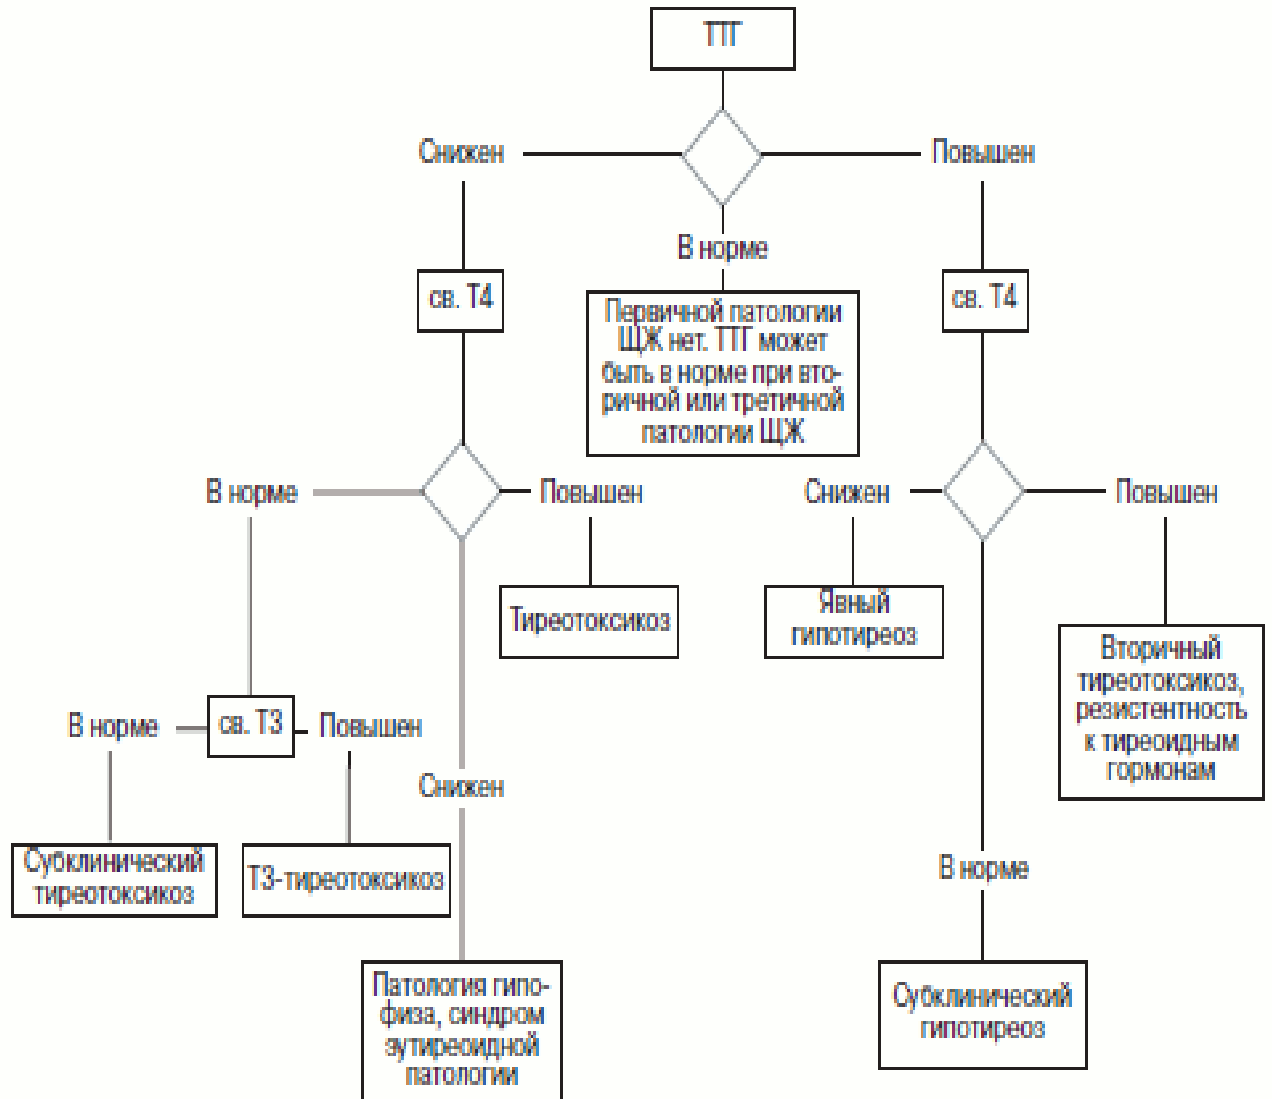 ТТГ
Снижен
Повышен
В норме
св. Т4
св. Т4
Первичной патологии
ЩЖ нет. ТТГ может
быть в норме при вто-
ричной или третичной
патологии ЩЖ
В норме
Повышен
Снижен
Повышен
Тиреотоксикоз
Явный
гипотиреоз
Вторичный
тиреотоксикоз,
резистентность
к тиреоидным
гормонам
В норме
св. Т3
Повышен
Снижен
Субклинический
тиреотоксикоз
Т3-тиреотоксикоз
В норме
Патология гипо-
физа, синдром
эутиреоидной
патологии
Субклинический
гипотиреоз